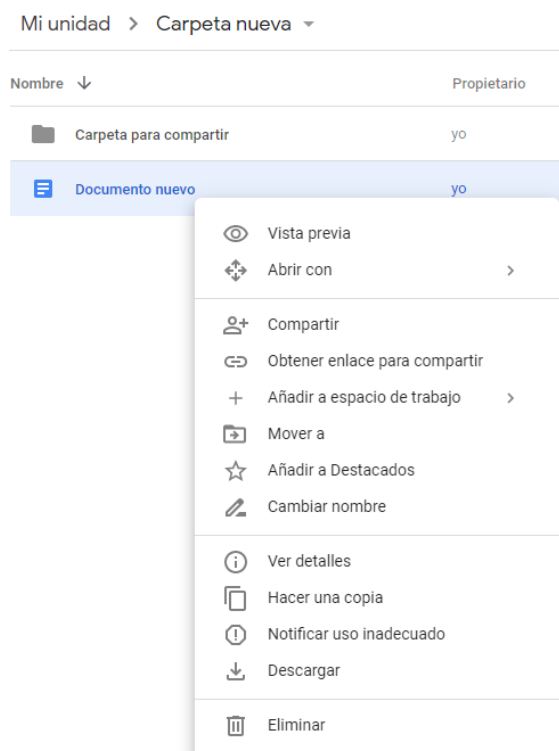 Mi unidad > Carpeta nueva
Nombre Propietario
Carpeta para compartir yo
Documento nuevo yo
Vista previa
Abrir con
Compartir
Obtener enlace para compartir
Añadir a espacio de trabajo
Mover a
Añadir a Destacados
Cambiar nombre
Ver detalles
Hacer una copia
Notificar uso inadecuado
Descargar
Eliminar